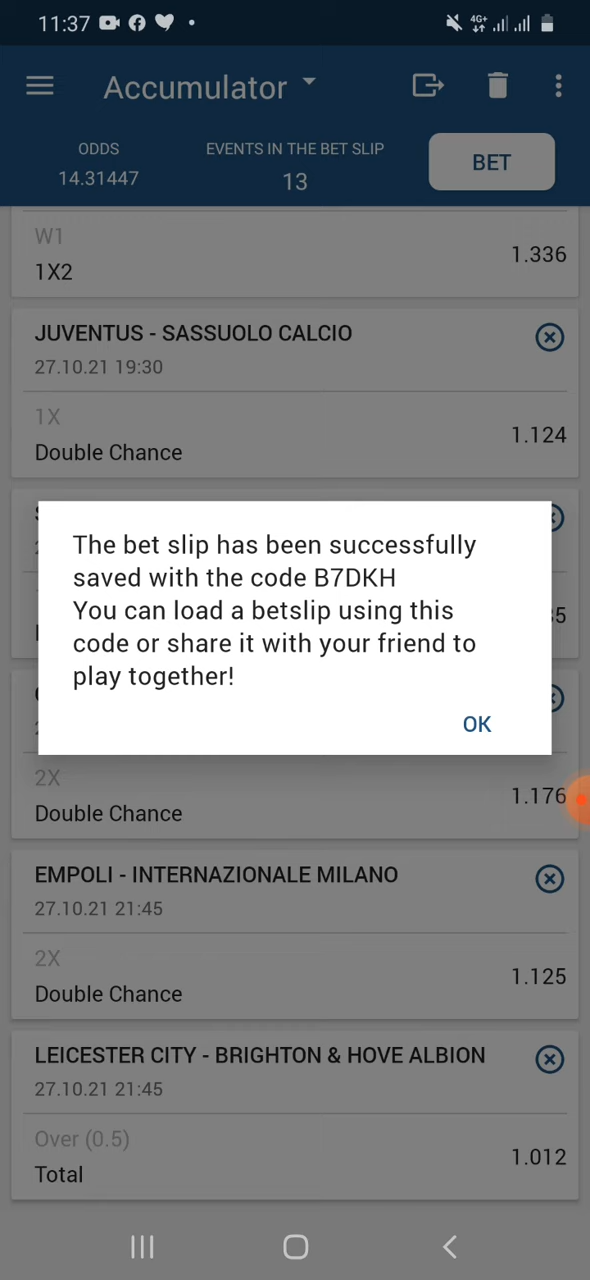 11:37
4G+
Accumulator
ODDS
EVENTS IN THE BET SLIP
BET
14.31447
13
W1
1.336
1X2
JUVENTUS - SASSUOLO CALCIO
27.10.21 19:30
1X
1.124
Double Chance
The bet slip has been successfully
saved with the code B7DKH
You can load a betslip using this
code or share it with your friend to
play together!
OK
2X
1.176
Double Chance
EMPOLI - INTERNAZIONALE MILANO
27.10.21 21:45
2X
1.125
Double Chance
LEICESTER CITY - BRIGHTON & HOVE ALBION
27.10.21 21:45
Over (0.5)
1.012
Total